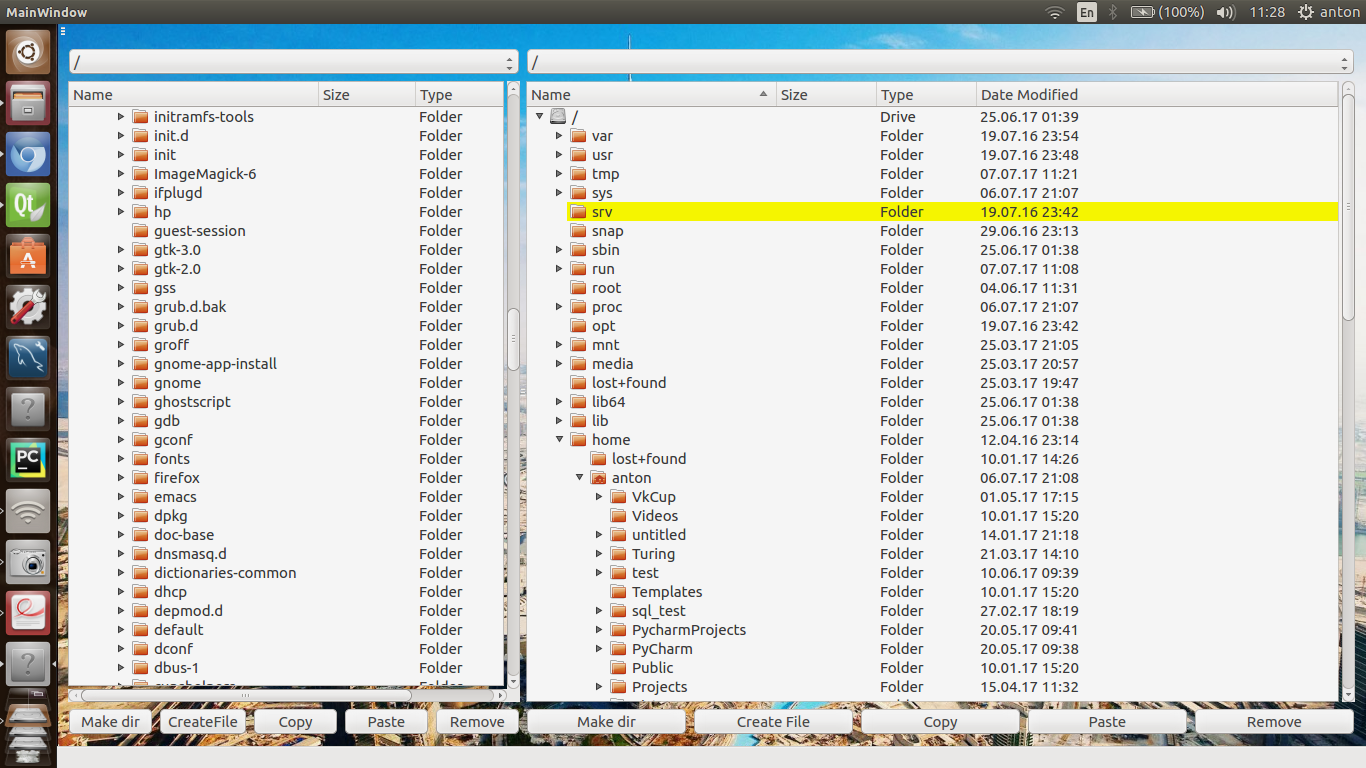 MainWindow
En
(100%)
11:28
anton
/
/
Name Size Type
initramfs-tools Folder
init.d Folder
init Folder
ImageMagick-6 Folder
ifplugd Folder
hp Folder
guest-session Folder
gtk-3.0 Folder
gtk-2.0 Folder
gss Folder
grub.d.bak Folder
grub.d Folder
groff Folder
gnome-app-install Folder
gnome Folder
ghostscript Folder
gdb Folder
gconf Folder
fonts Folder
firefox Folder
emacs Folder
dpkg Folder
doc-base Folder
dnsmasq.d Folder
dictionaries-common Folder
dhcp Folder
depmod.d Folder
default Folder
dconf Folder
dbus-1 Folder
Name Size Type Date Modified
/ Drive 25.06.17 01:39
var Folder 19.07.16 23:54
usr Folder 19.07.16 23:48
tmp Folder 07.07.17 11:21
sys Folder 06.07.17 21:07
srv Folder 19.07.16 23:42
snap Folder 29.06.16 23:13
sbin Folder 25.06.17 01:38
run Folder 07.07.17 11:08
root Folder 04.06.17 11:31
proc Folder 06.07.17 21:07
opt Folder 19.07.16 23:42
mnt Folder 25.03.17 21:05
media Folder 25.03.17 20:57
lost+found Folder 25.03.17 19:47
lib64 Folder 25.06.17 01:38
lib Folder 25.06.17 01:38
home Folder 12.04.16 23:14
lost+found Folder 10.01.17 14:26
anton Folder 06.07.17 21:08
VkCup Folder 01.05.17 17:15
Videos Folder 10.01.17 15:20
untitled Folder 14.01.17 21:18
Turing Folder 21.03.17 14:10
test Folder 10.06.17 09:39
Templates Folder 10.01.17 15:20
sql_test Folder 27.02.17 18:19
PycharmProjects Folder 20.05.17 09:41
PyCharm Folder 20.05.17 09:38
Public Folder 10.01.17 15:20
Projects Folder 15.04.17 11:32
Make dir CreateFile Copy Paste Remove
Make dir Create File Copy Paste Remove
Qt
A
PC
?
?